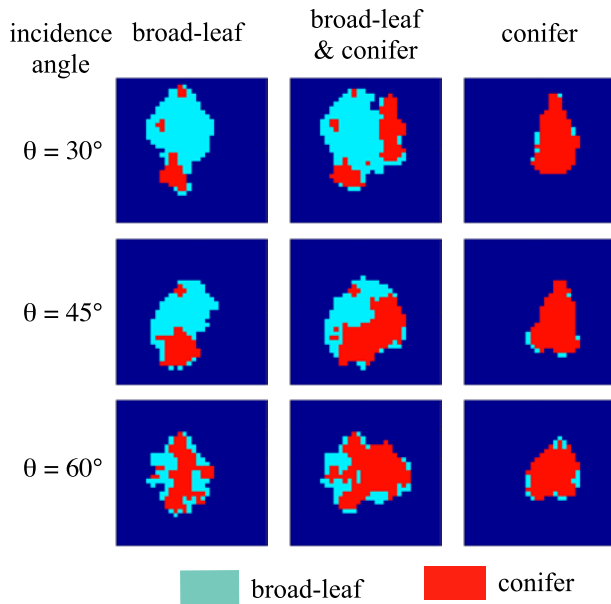 incidence
angle
broad-leaf
broad-leaf
& conifer
conifer
θ = 30°
θ = 45°
θ = 60°
broad-leaf
conifer